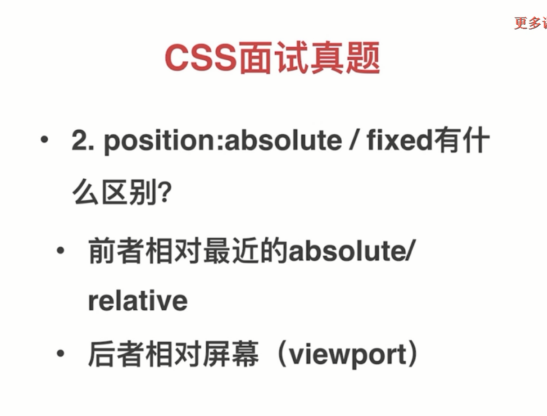 更多
CSS面试真题
• 2. position:absolute / fixed有什
么区别?
• 前者相对最近的absolute/
relative
• 后者相对屏幕（viewport）